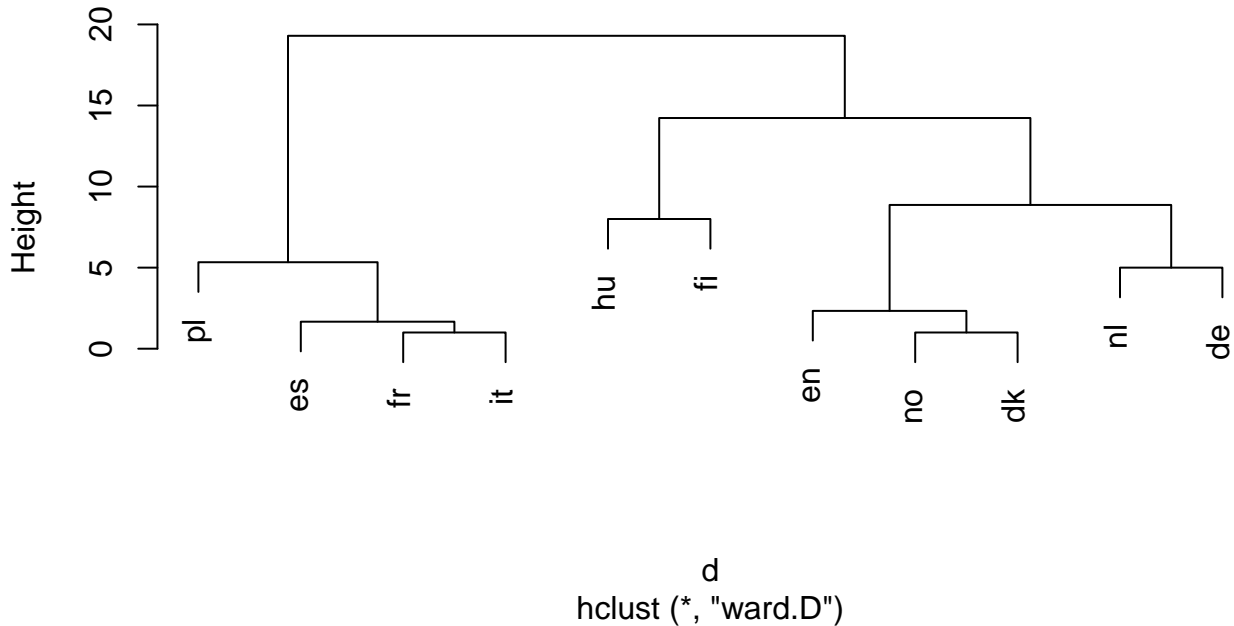 20
15
10
5
0
Height
pl
es
fr
it
hu
fi
en
no
dk
nl
de
d
hclust (*, "ward.D")